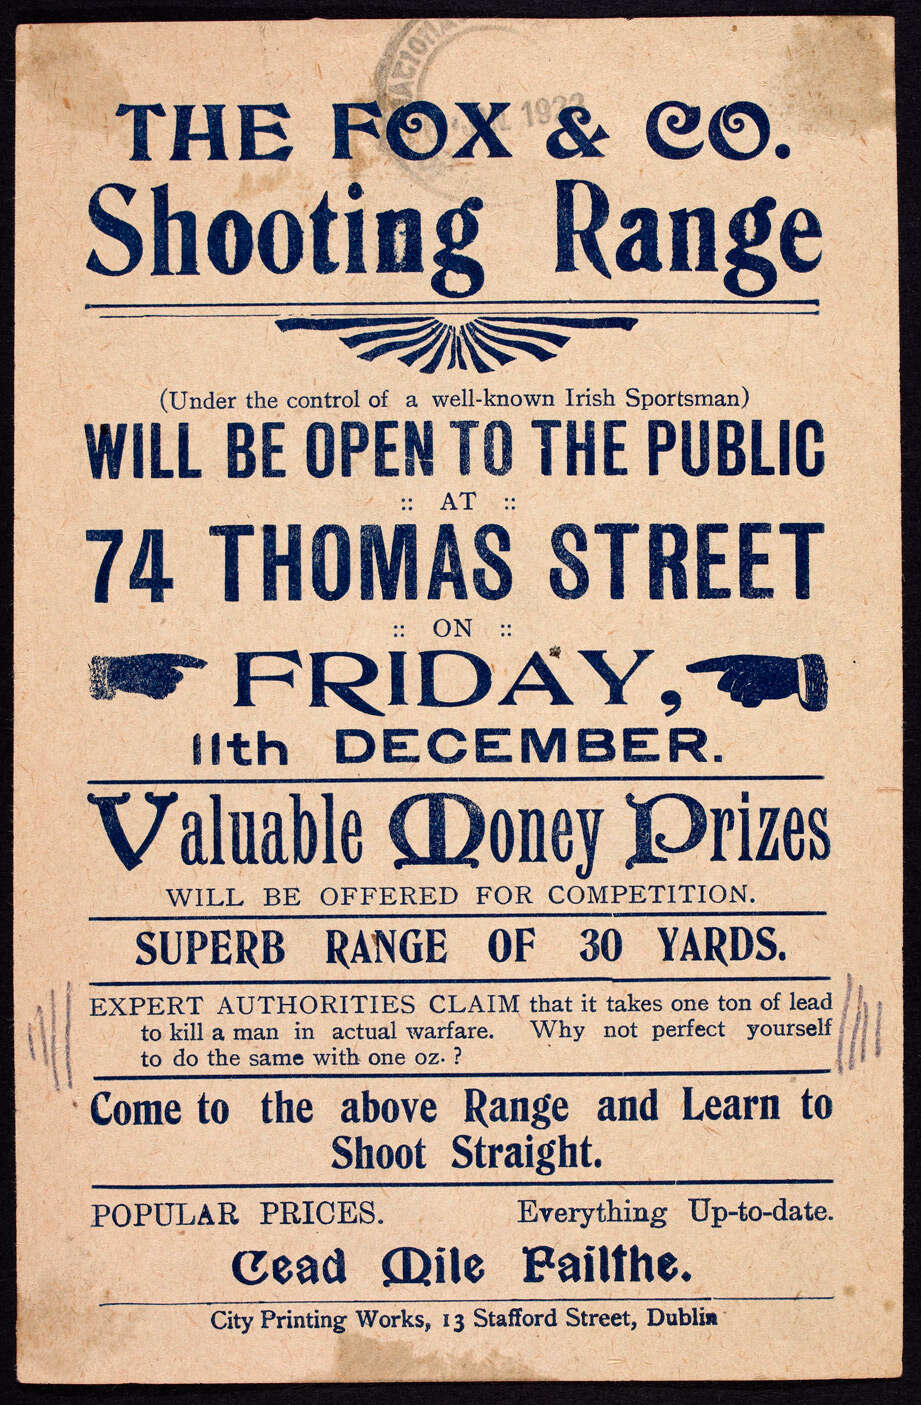 NATIONAL
JUL 1923
THE FOX & CO.
Shooting Range
(Under the control of a well-known Irish Sportsman)
WILL BE OPEN TO THE PUBLIC
:: AT ::
74 THOMAS STREET
:: ON ::
FRIDAY,
11th DECEMBER.
Valuable Money Prizes
WILL BE OFFERED FOR COMPETITION.
SUPERB RANGE OF 30 YARDS.
EXPERT AUTHORITIES CLAIM that it takes one ton of lead
to kill a man in actual warfare. Why not perfect yourself
to do the same with one oz. ?
Come to the above Range and Learn to
Shoot Straight.
POPULAR PRICES. Everything Up-to-date.
Cead Mile Failthe.
City Printing Works, 13 Stafford Street, Dublin